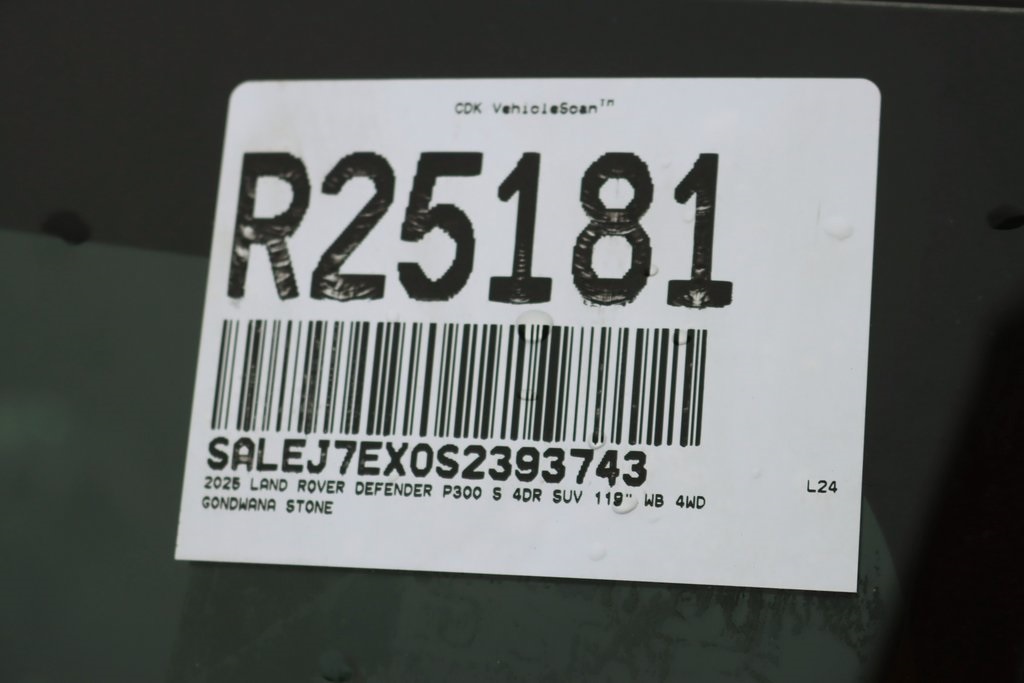 CDK VehicleScan™
R25181
SALEJ7EX0S2393743
2025 LAND ROVER DEFENDER P300 S 4DR SUV 119" WB 4WD
GONDWANA STONE
L24